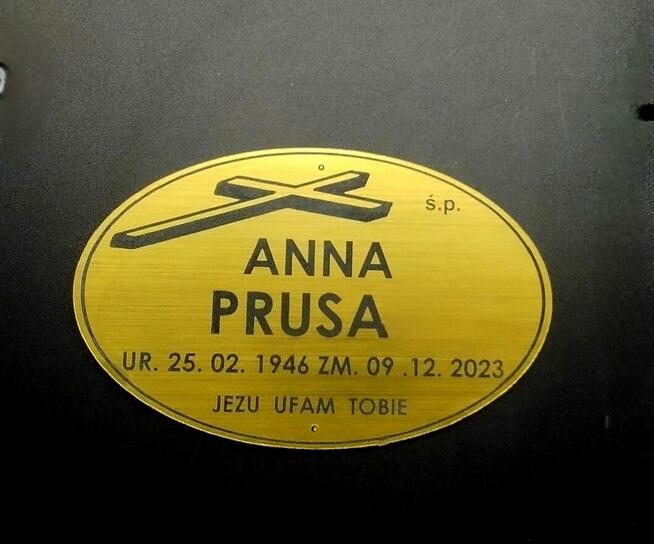 ś.p.
ANNA
PRUSA
UR. 25. 02. 1946 ZM. 09 .12. 2023
JEZU UFAM TOBIE